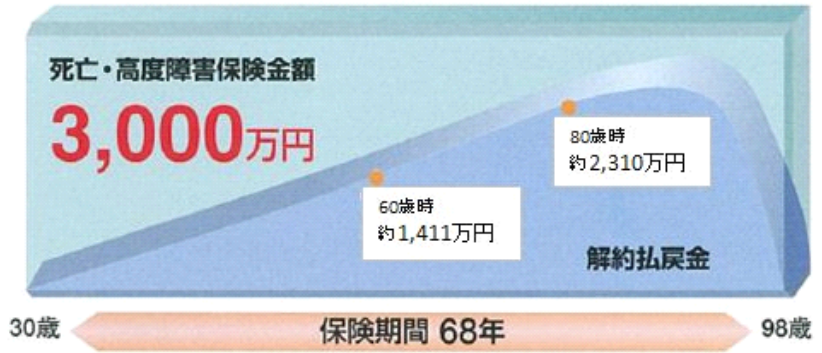 死亡・高度障害保険金額
3,000万円
80歳時
約2,310万円
60歳時
約1,411万円
解約払戻金
30歳
保険期間 68年
98歳